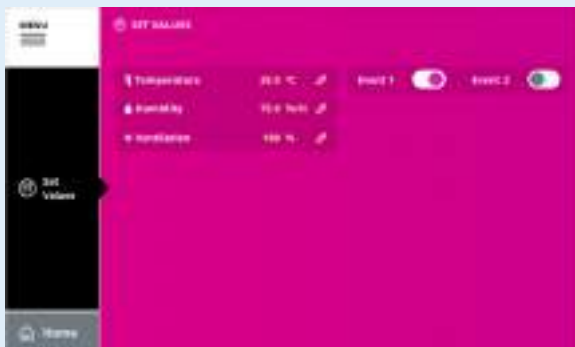 MENU
SET VALUES
Temperature °C Event 1 Event 2
Humidity
Ventilation %
Set
Values
Home